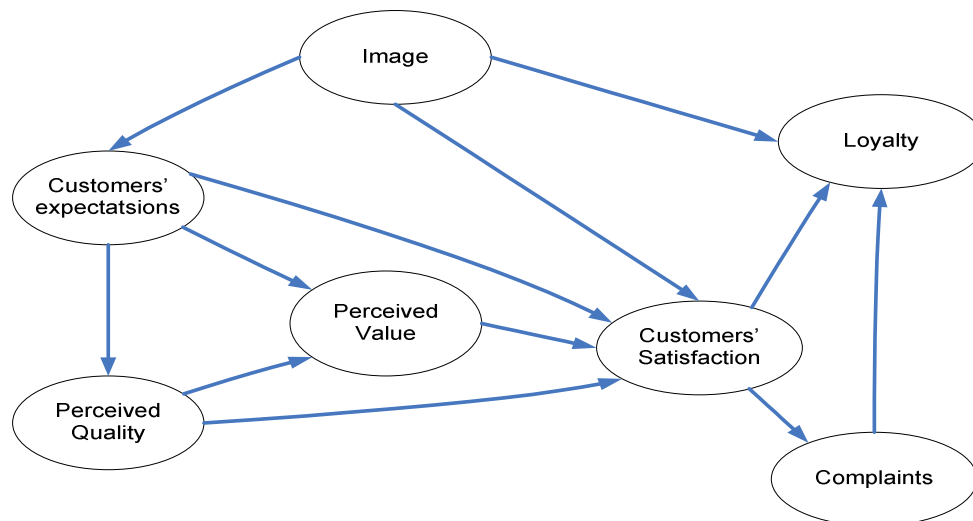 Image
Loyalty
Customers’
expectatsions
Perceived
Value
Customers’
Satisfaction
Perceived
Quality
Complaints